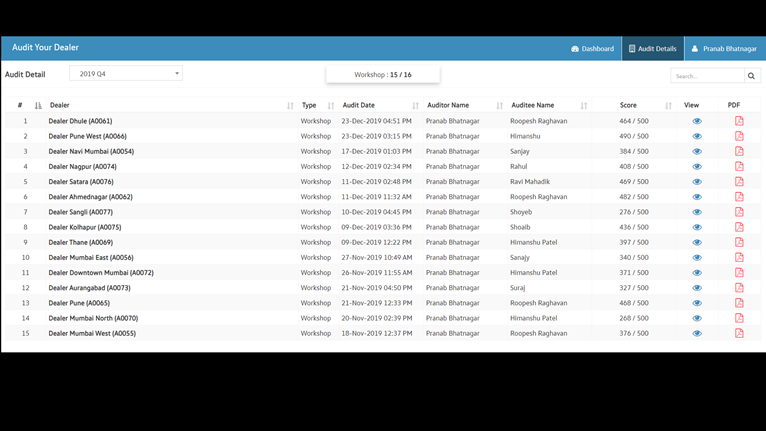 Audit Your Dealer Dashboard Audit Details Pranab Bhatnagar
Audit Detail 2019 Q4 Workshop : 15 / 16 Search...
# Dealer Type Audit Date Auditor Name Auditee Name Score View PDF
1 Dealer Dhule (A0061) Workshop 23-Dec-2019 04:51 PM Pranab Bhatnagar Roopesh Raghavan 464 / 500
2 Dealer Pune West (A0066) Workshop 23-Dec-2019 03:15 PM Pranab Bhatnagar Himanshu 490 / 500
3 Dealer Navi Mumbai (A0054) Workshop 17-Dec-2019 01:03 PM Pranab Bhatnagar Sanjay 384 / 500
4 Dealer Nagpur (A0074) Workshop 12-Dec-2019 02:34 PM Pranab Bhatnagar Rahul 408 / 500
5 Dealer Satara (A0076) Workshop 11-Dec-2019 02:48 PM Pranab Bhatnagar Ravi Mahadik 469 / 500
6 Dealer Ahmednagar (A0062) Workshop 11-Dec-2019 11:32 AM Pranab Bhatnagar Roopesh Raghavan 482 / 500
7 Dealer Sangli (A0077) Workshop 10-Dec-2019 04:45 PM Pranab Bhatnagar Shoyeb 276 / 500
8 Dealer Kolhapur (A0075) Workshop 09-Dec-2019 03:36 PM Pranab Bhatnagar Shoaib 436 / 500
9 Dealer Thane (A0069) Workshop 09-Dec-2019 12:22 PM Pranab Bhatnagar Himanshu Patel 397 / 500
10 Dealer Mumbai East (A0056) Workshop 27-Nov-2019 10:49 AM Pranab Bhatnagar Sanajy 340 / 500
11 Dealer Downtown Mumbai (A0072) Workshop 26-Nov-2019 11:55 AM Pranab Bhatnagar Himanshu Patel 371 / 500
12 Dealer Aurangabad (A0073) Workshop 21-Nov-2019 04:50 PM Pranab Bhatnagar Suraj 327 / 500
13 Dealer Pune (A0065) Workshop 21-Nov-2019 12:33 PM Pranab Bhatnagar Roopesh Raghavan 468 / 500
14 Dealer Mumbai North (A0070) Workshop 20-Nov-2019 02:39 PM Pranab Bhatnagar Himanshu Patel 268 / 500
15 Dealer Mumbai West (A0055) Workshop 18-Nov-2019 12:37 PM Pranab Bhatnagar Roopesh Raghavan 376 / 500